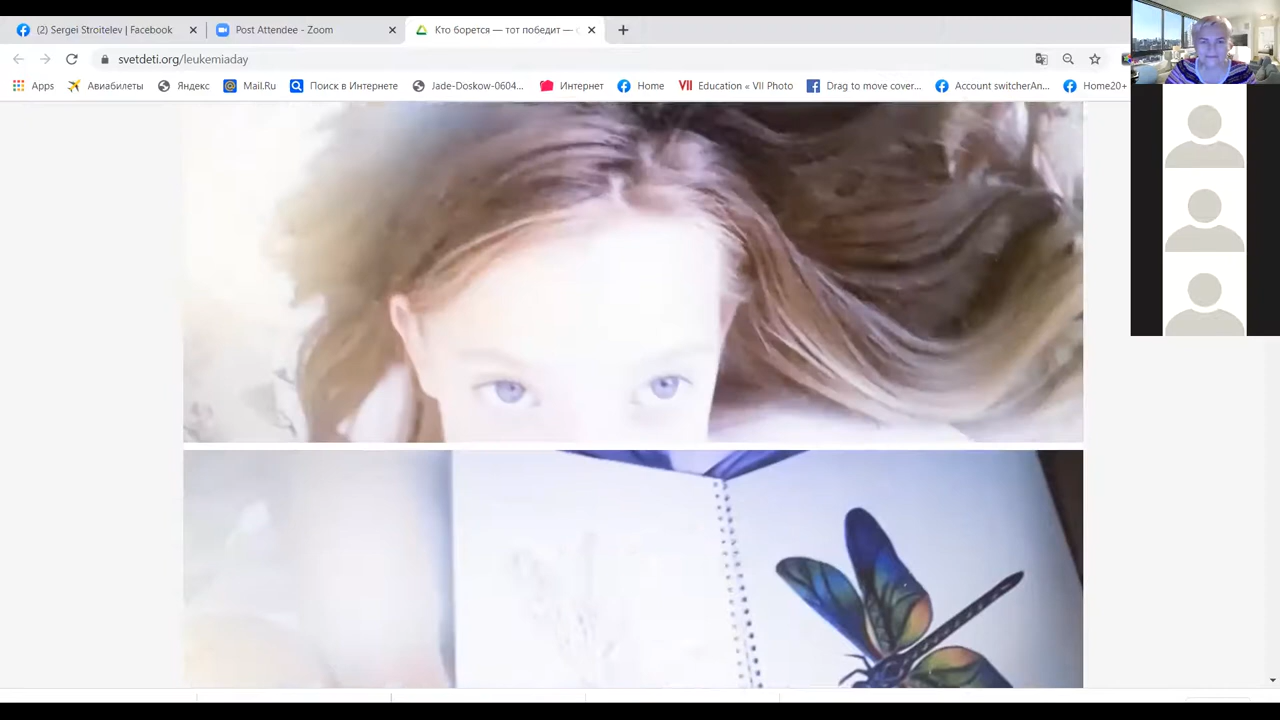 (2) Sergei Stroitelev | Facebook
Post Attendee - Zoom
Кто борется — тот победит —
svetdeti.org/leukemiaday
Apps Авиабилеты Яндекс Mail.Ru Поиск в Интернете Jade-Doskow-0604... Интернет Home Education « VII Photo Drag to move cover... Account switcherAn... Home20+